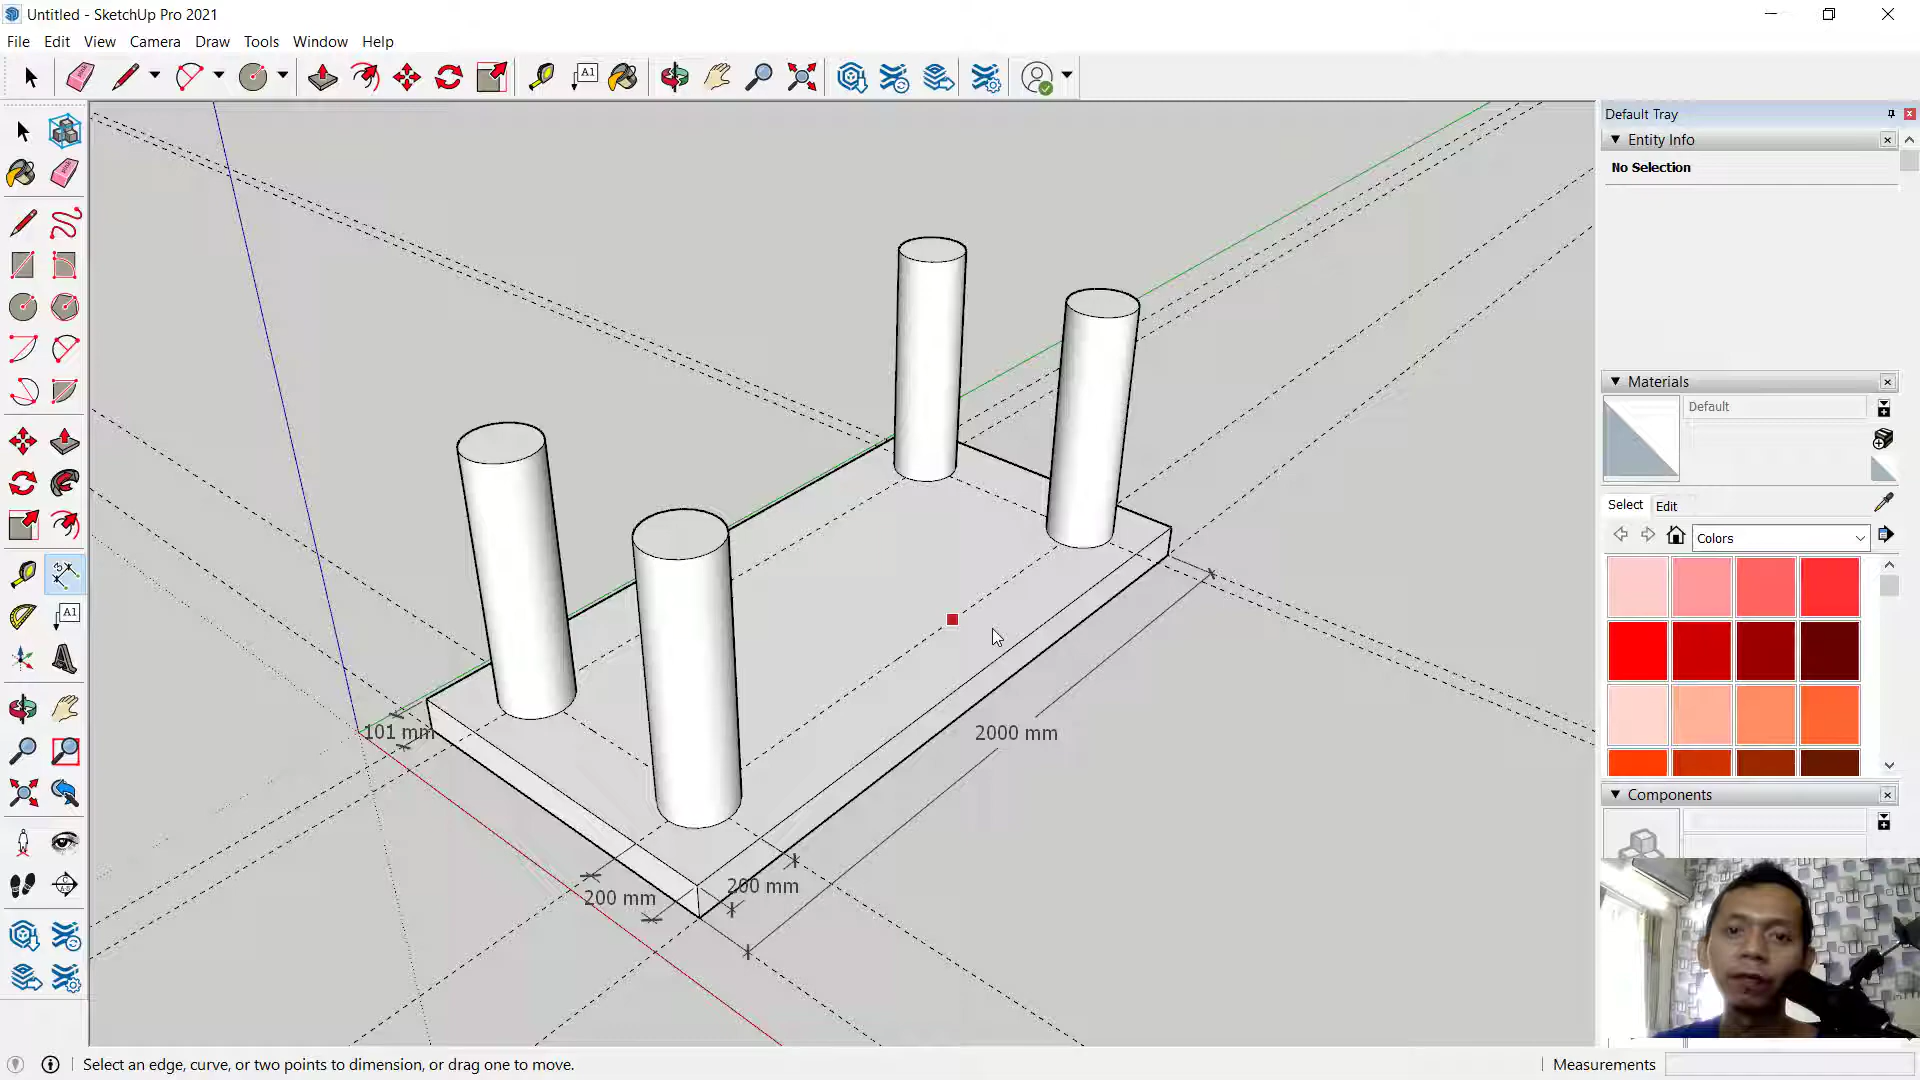 Untitled - SketchUp Pro 2021
File Edit View Camera Draw Tools Window Help
A1
Default Tray
Entity Info
No Selection
Materials
Default
Select Edit
Colors
A1
101 mm
2000 mm
200 mm
200 mm
Components
Select an edge, curve, or two points to dimension, or drag one to move.
Measurements